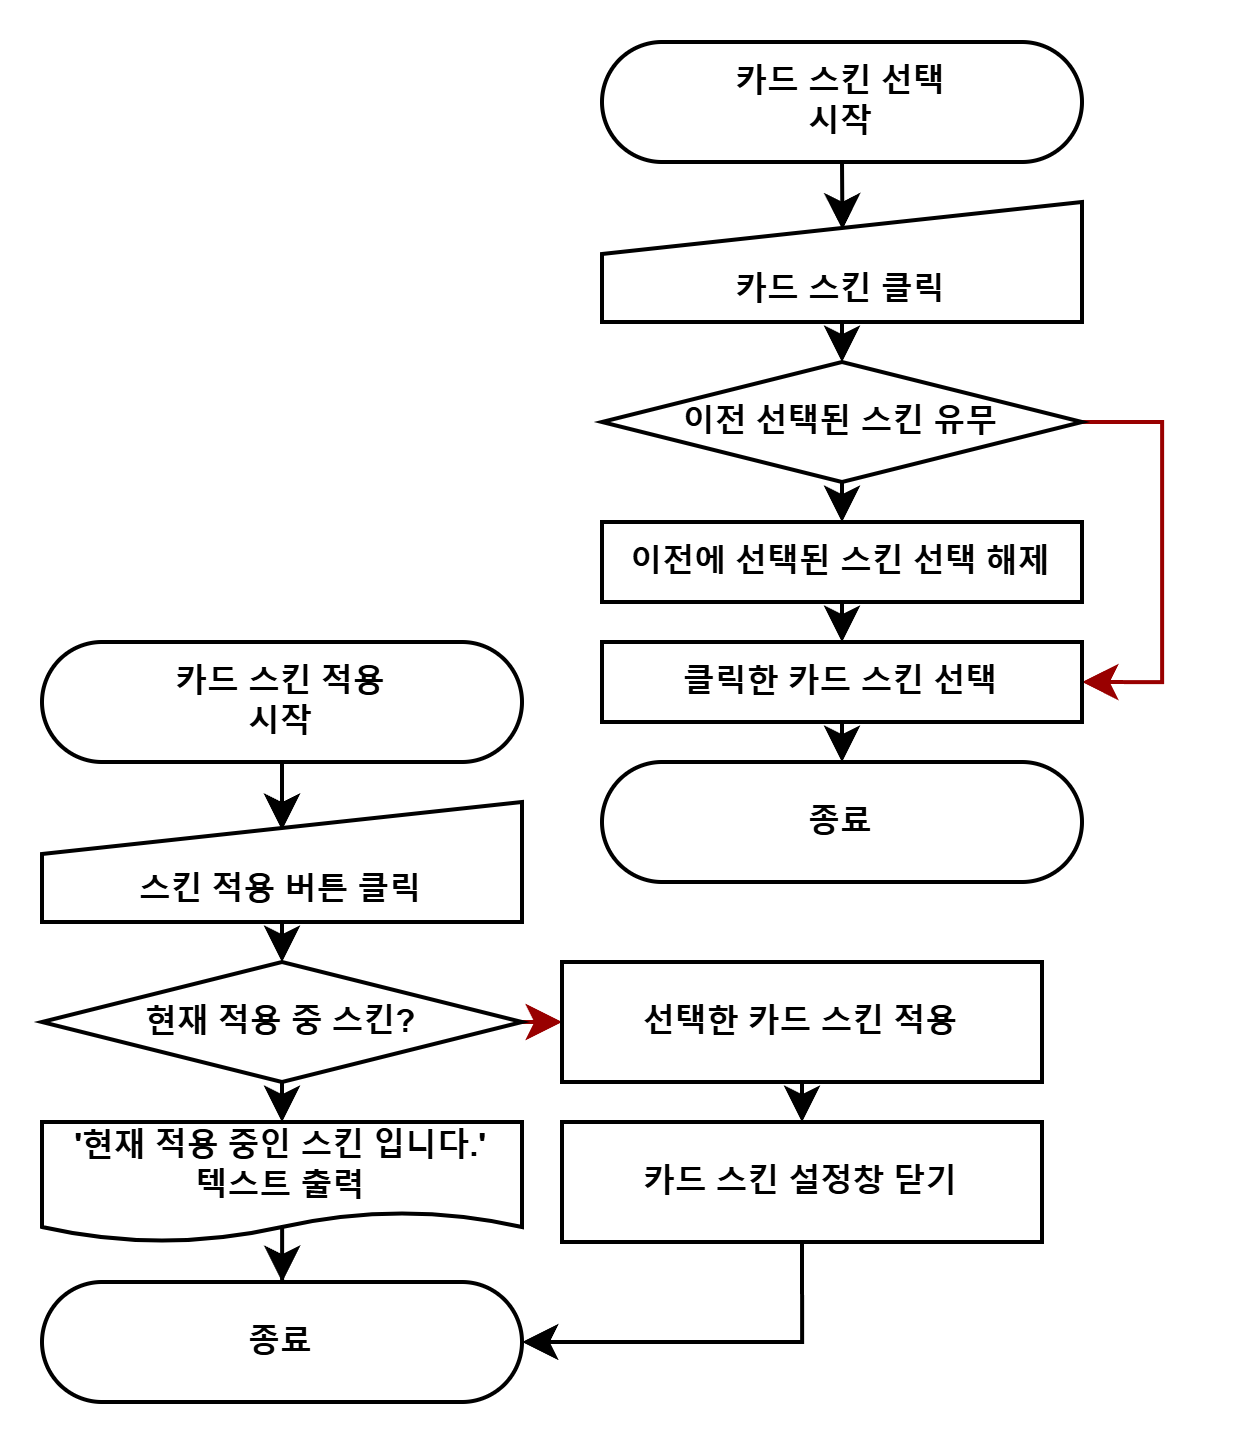 카드 스킨 선택
시작
카드 스킨 클릭
이전 선택된 스킨 유무
이전에 선택된 스킨 선택 해제
클릭한 카드 스킨 선택
종료
카드 스킨 적용
시작
스킨 적용 버튼 클릭
현재 적용 중 스킨?
선택한 카드 스킨 적용
'현재 적용 중인 스킨 입니다.'
텍스트 출력
카드 스킨 설정창 닫기
종료